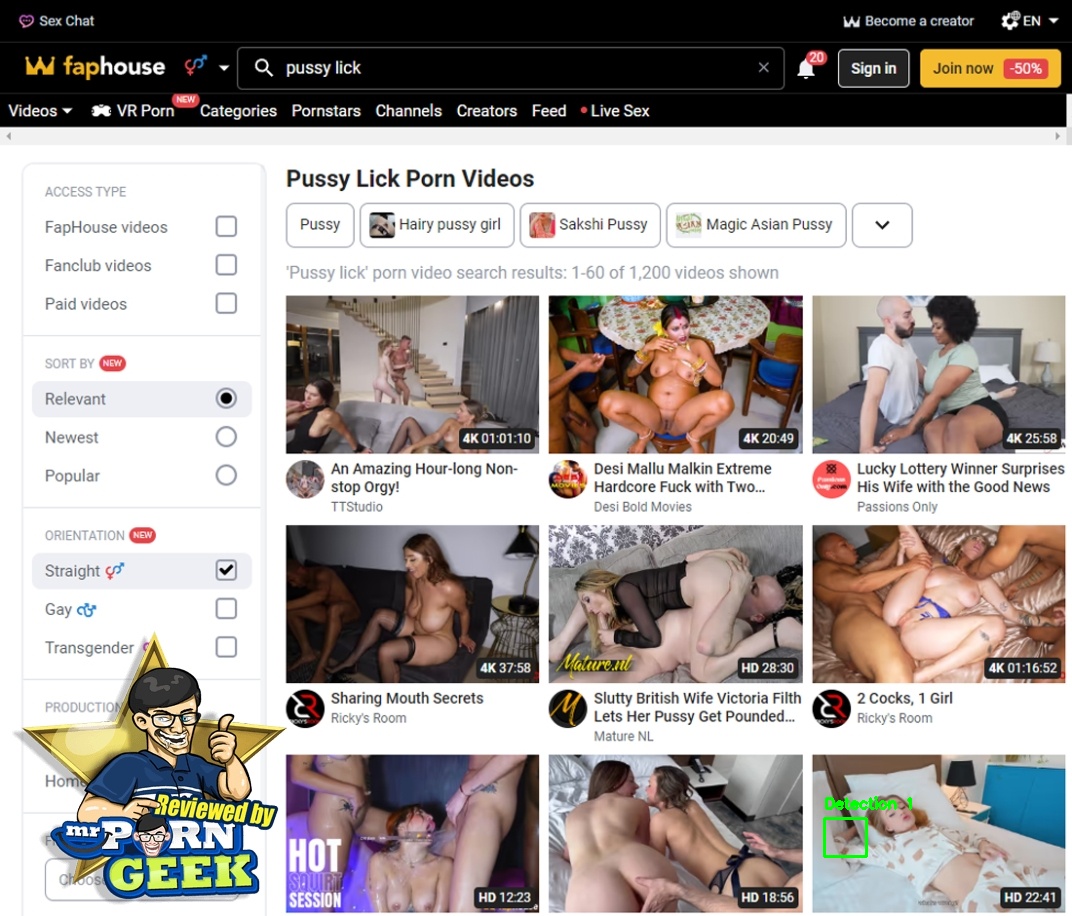 Sex Chat
Become a creator
EN
faphouse
pussy lick
20
Sign in
Join now -50%
Videos
VR Porn
NEW
Categories
Pornstars
Channels
Creators
Feed
Live Sex
ACCESS TYPE
FapHouse videos
Fanclub videos
Paid videos
SORT BY NEW
Relevant
Newest
Popular
ORIENTATION NEW
Straight
Gay
Transgender
PRODUCTION
Reviewed by
mr PORN
GEEK
Pussy Lick Porn Videos
Pussy
Hairy pussy girl
Sakshi Pussy
Magic Asian Pussy
'Pussy lick' porn video search results: 1-60 of 1,200 videos shown
4K 01:01:10
An Amazing Hour-long Non-
stop Orgy!
TTStudio
4K 20:49
Desi Mallu Malkin Extreme
Hardcore Fuck with Two...
Desi Bold Movies
4K 25:58
Lucky Lottery Winner Surprises
His Wife with the Good News
Passions Only
4K 37:58
Sharing Mouth Secrets
Ricky's Room
Mature.nl
HD 28:30
Slutty British Wife Victoria Filth
Lets Her Pussy Get Pounded...
Mature NL
4K 01:16:52
2 Cocks, 1 Girl
Ricky's Room
HOT
SQUIRT
SESSION
HD 12:23
HD 18:56
Detection 1
HD 22:41